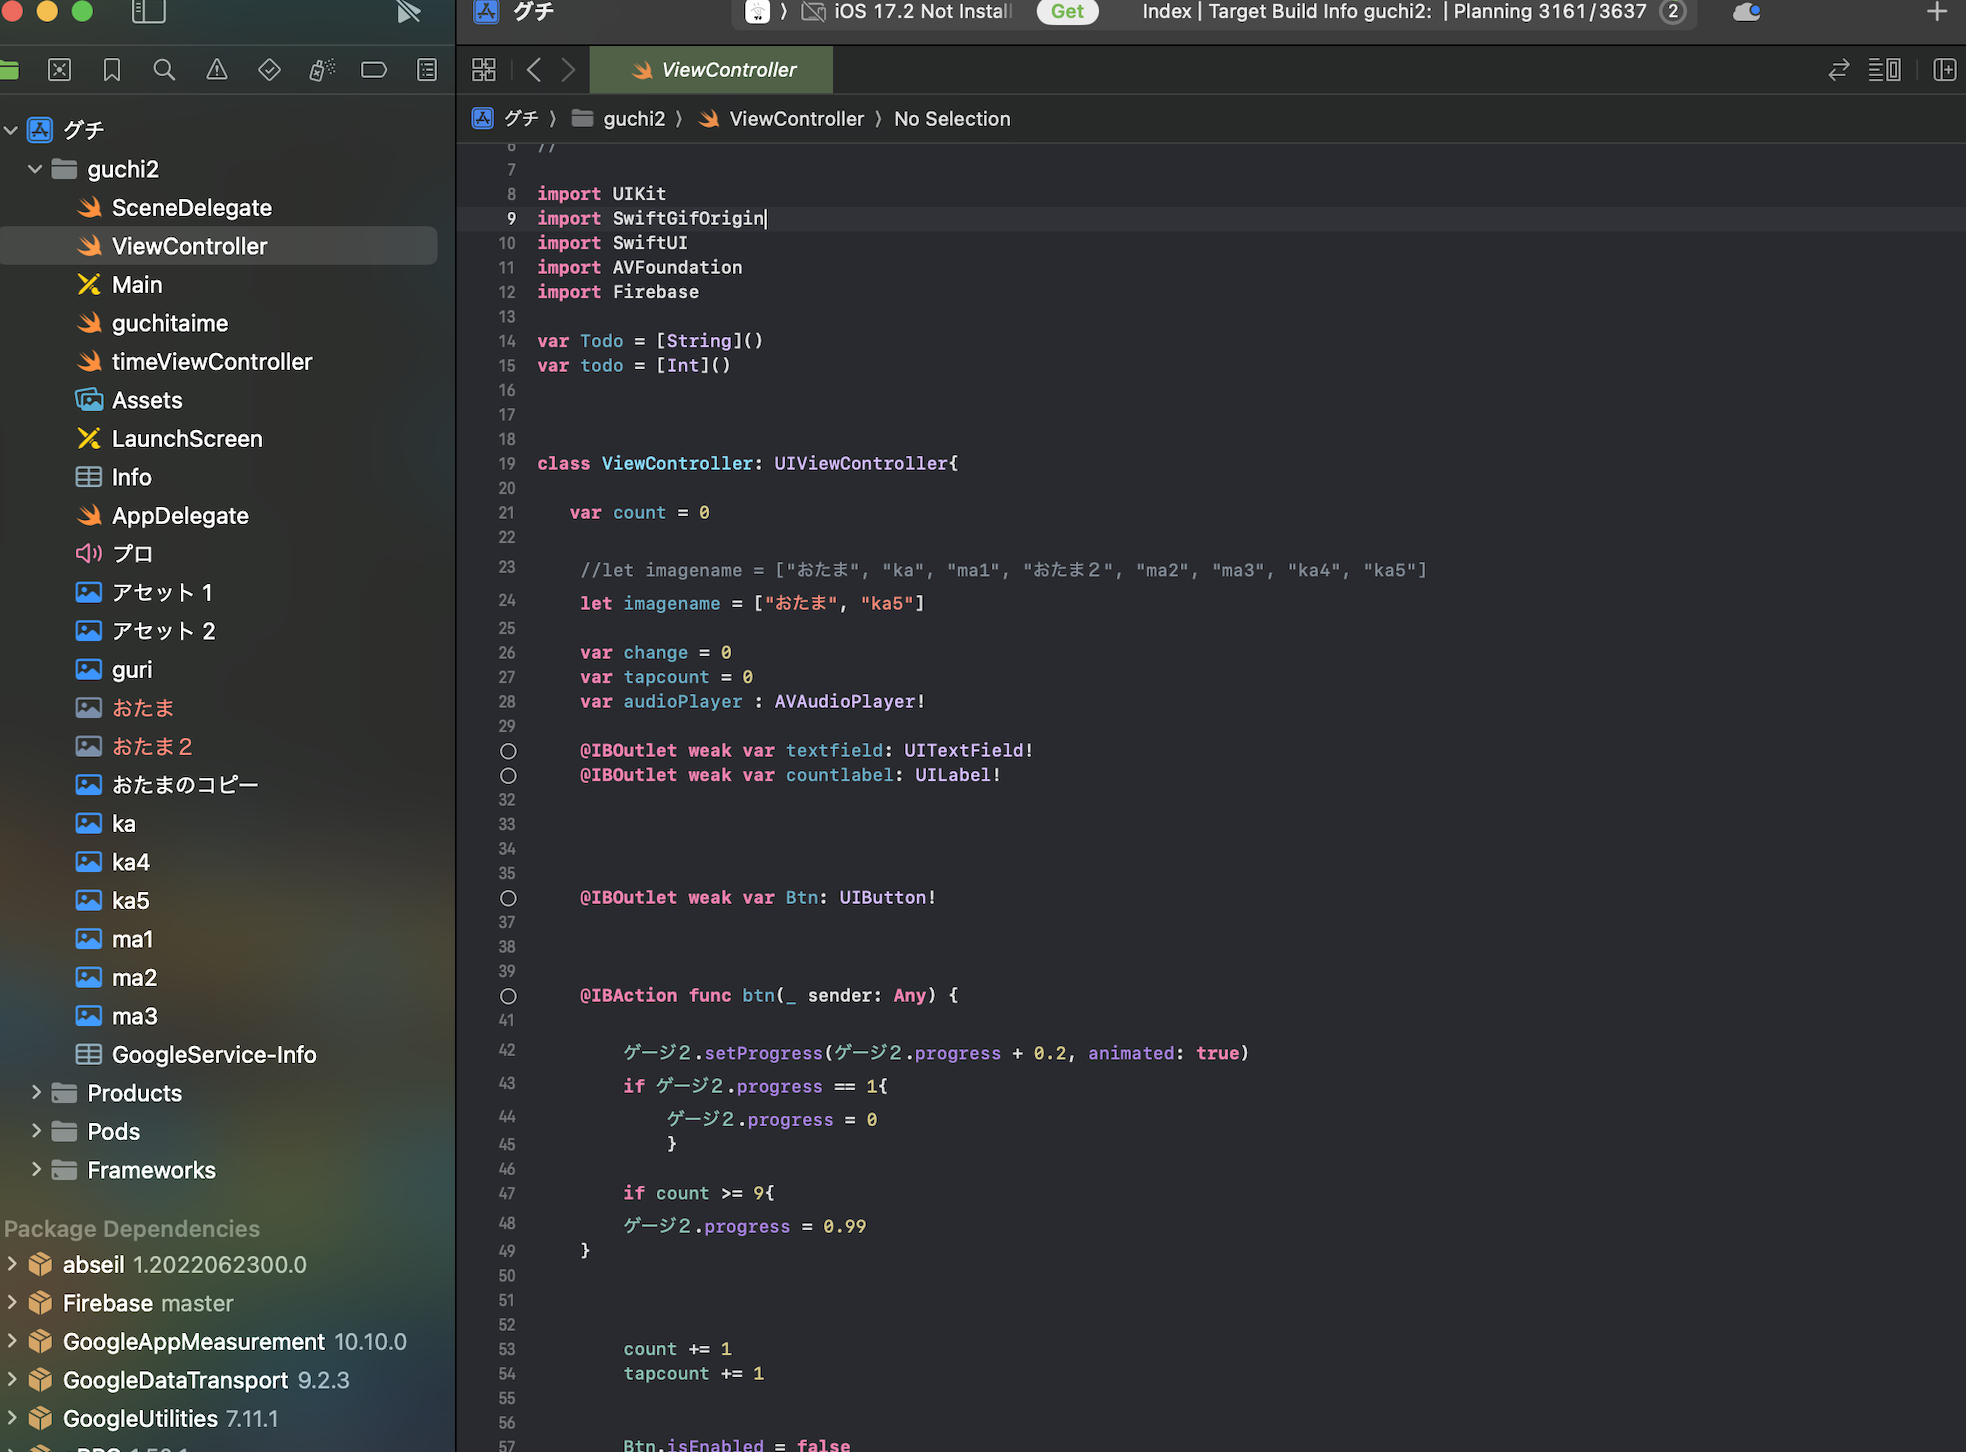 グチ
iOS 17.2 Not Install
Get
Index | Target Build Info guchi2: | Planning 3161/3637
2
ViewController
グチ
guchi2
SceneDelegate
ViewController
Main
guchitaime
timeViewController
Assets
LaunchScreen
Info
AppDelegate
プロ
アセット 1
アセット 2
guri
おたま
おたま２
おたまのコピー
ka
ka4
ka5
ma1
ma2
ma3
GoogleService-Info
Products
Pods
Frameworks
Package Dependencies
abseil 1.2022062300.0
Firebase master
GoogleAppMeasurement 10.10.0
GoogleDataTransport 9.2.3
GoogleUtilities 7.11.1
グチ 〉 guchi2 〉 ViewController 〉 No Selection
6 //
7
8 import UIKit
9 import SwiftGifOrigin
10 import SwiftUI
11 import AVFoundation
12 import Firebase
13
14 var Todo = [String]()
15 var todo = [Int]()
16
17
18
19 class ViewController: UIViewController{
20
21 var count = 0
22
23 //let imagename = ["おたま", "ka", "ma1", "おたま２", "ma2", "ma3", "ka4", "ka5"]
24 let imagename = ["おたま", "ka5"]
25
26 var change = 0
27 var tapcount = 0
28 var audioPlayer : AVAudioPlayer!
29
@IBOutlet weak var textfield: UITextField!
@IBOutlet weak var countlabel: UILabel!
32
33
34
35
@IBOutlet weak var Btn: UIButton!
37
38
39
@IBAction func btn(_ sender: Any) {
41
42 ゲージ２.setProgress(ゲージ２.progress + 0.2, animated: true)
43 if ゲージ２.progress == 1{
44 ゲージ２.progress = 0
45 }
46
47 if count >= 9{
48 ゲージ２.progress = 0.99
49 }
50
51
52
53 count += 1
54 tapcount += 1
55
56
57 Btn.isEnabled = false